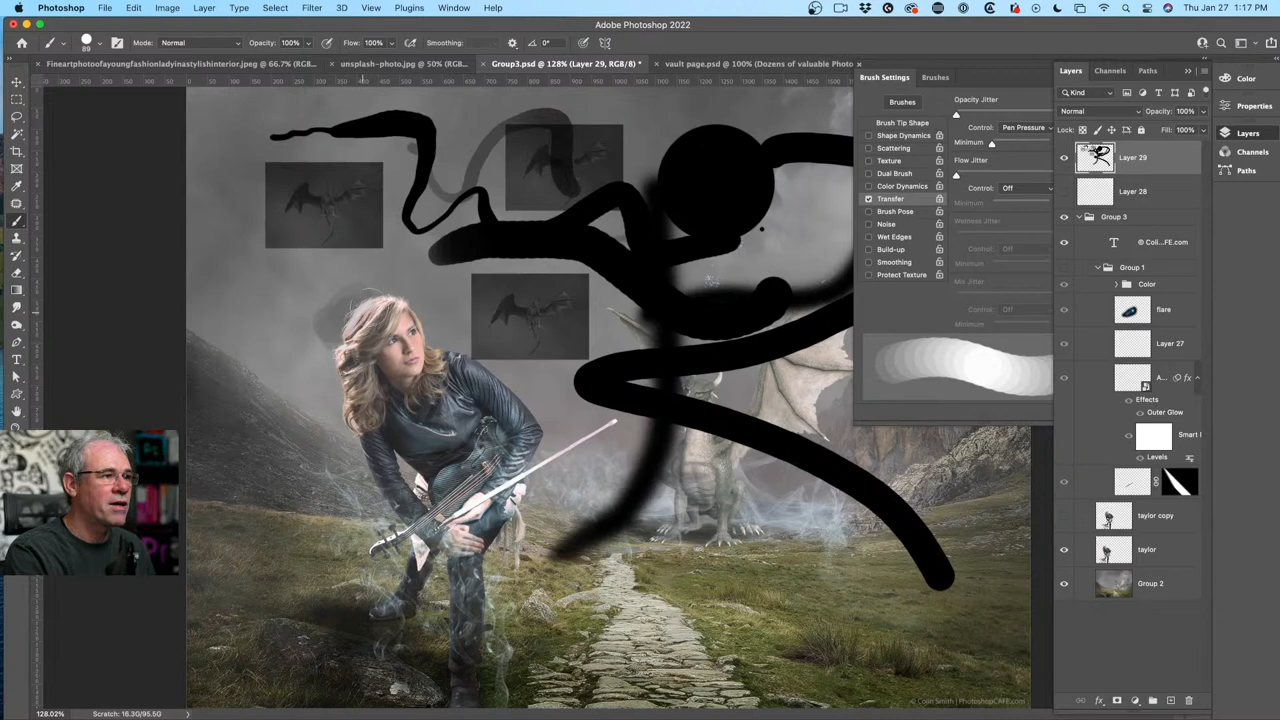 Photoshop File Edit Image Layer Type Select Filter 3D View Plugins Window Help
Thu Jan 27 1:17 PM
Adobe Photoshop 2022
89 Mode: Normal Opacity: 100% Flow: 100% Smoothing: 0°
Fineartphotoofayoungfashionladyinastylishinterior.jpeg @ 66.7% (RGB...
unsplash-photo.jpg @ 50% (RGB/8...
Group3.psd @ 128% (Layer 29, RGB/8) *
vault page.psd @ 100% (Dozens of valuable Photo
Brush Settings Brushes
Brushes
Brush Tip Shape
Shape Dynamics
Scattering
Texture
Dual Brush
Color Dynamics
Transfer
Brush Pose
Noise
Wet Edges
Build-up
Smoothing
Protect Texture
Opacity Jitter
Control: Pen Pressure
Minimum
Flow Jitter
Control: Off
Minimum
Wetness Jitter
Control: Off
Minimum
Mix Jitter
Control: Off
Minimum
Layers Channels Paths
Kind
Normal Opacity: 100%
Lock: Fill: 100%
Layer 29
Layer 28
Group 3
T © Coli...FE.com
Group 1
Color
flare
Layer 27
A... fx
Effects
Outer Glow
Smart
Levels
taylor copy
taylor
Group 2
Color
Properties
Layers
Channels
Paths
© Colin Smith | PhotoshopCAFE.com
128.02% Scratch: 16.3G/95.5G